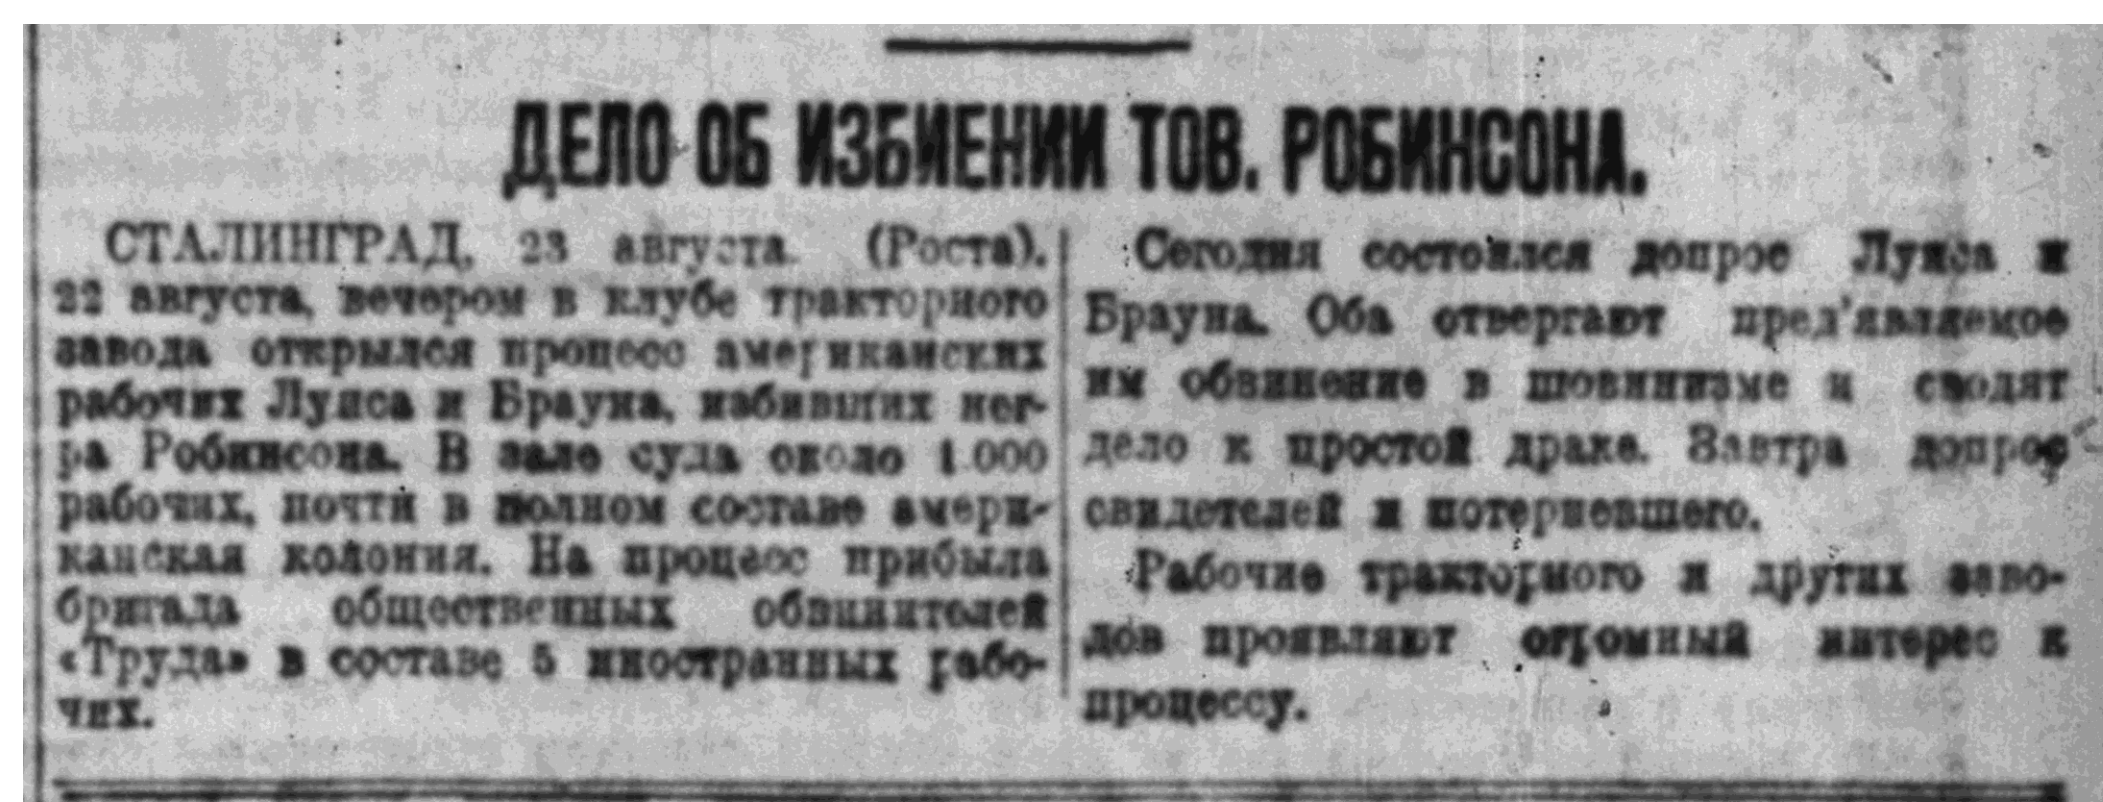 ДЕЛО ОБ ИЗБИЕНИИ ТОВ. РОБИНСОНА.
СТАЛИНГРАД, 23 августа. (Роста).
22 августа, вечером в клубе тракторного
завода открылся процесс американских
рабочих Луиса и Брауна, избивших нег-
ра Робинсона. В зале суда около 1.000
рабочих, почти в полном составе амери-
канская колония. На процесс прибыла
бригада общественных обвинителей
«Труда» в составе 5 иностранных рабо-
чих.
Сегодня состоялся допрос Луиса и
Брауна. Оба отвергают пред'являемое
им обвинение в шовинизме и сводят
дело к простой драке. Завтра допрос
свидетелей и потерпевшего.
Рабочие тракторного и других заво-
дов проявляют огромный интерес к
процессу.